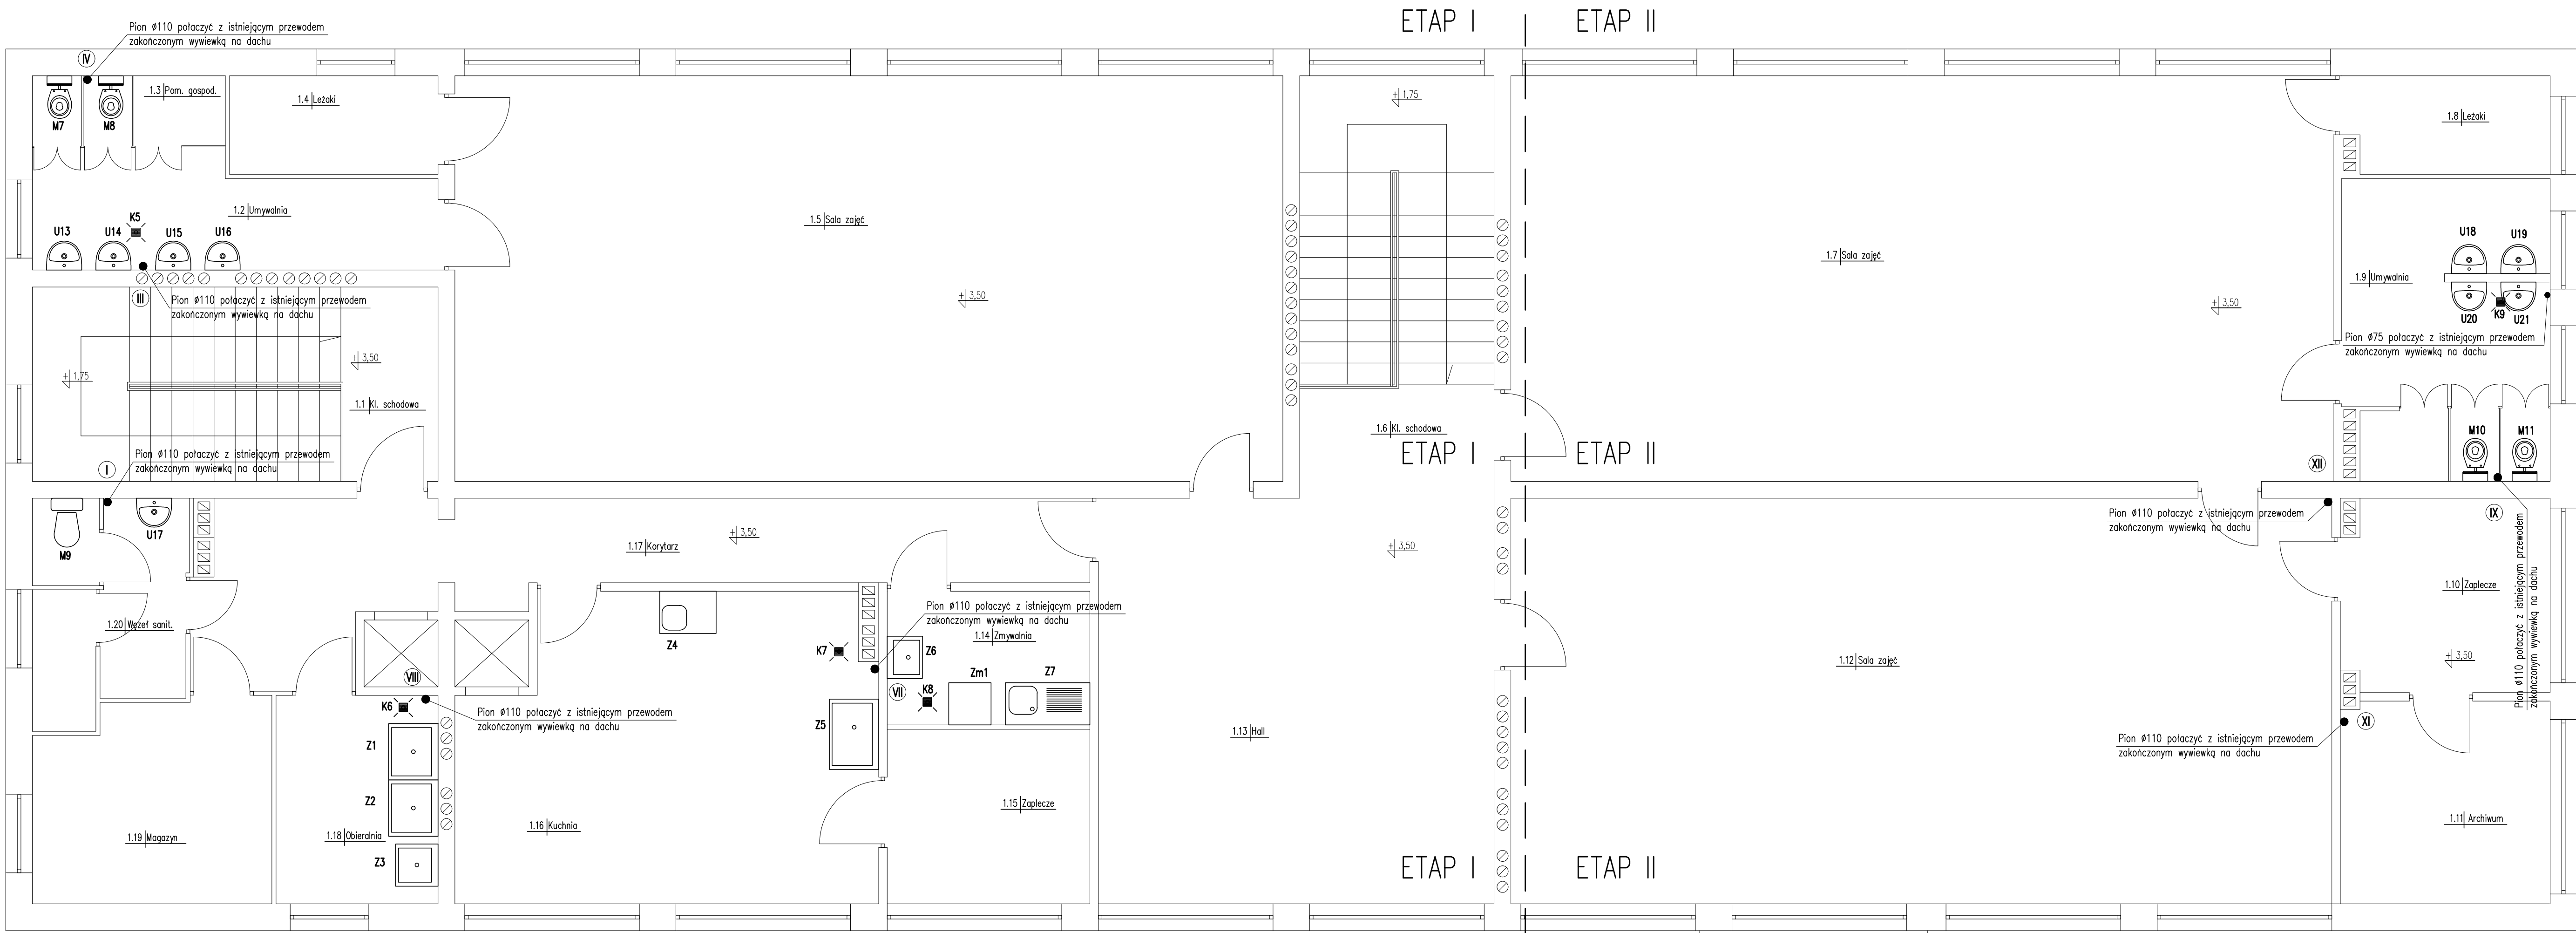 ETAP I
ETAP II
Pion ø110 połączyć z istniejącym przewodem
zakończonym wywiewką na dachu
IV
M7
M8
1.3 Pom. gospod.
1.4 Leżaki
+ 1,75
1.8 Leżaki
1.2 Umywalnia
K5
U13
U14
U15
U16
1.5 Sala zajęć
1.7 Sala zajęć
U18
U19
1.9 Umywalnia
U20
K9
U21
III
Pion ø110 połączyć z istniejącym przewodem
zakończonym wywiewką na dachu
+ 3,50
+ 3,50
Pion ø75 połączyć z istniejącym przewodem
zakończonym wywiewką na dachu
+ 1,75
+ 3,50
1.1 Kl. schodowa
1.6 Kl. schodowa
ETAP I
ETAP II
M10
M11
I
Pion ø110 połączyć z istniejącym przewodem
zakończonym wywiewką na dachu
XII
M9
U17
+ 3,50
1.17 Korytarz
+ 3,50
Pion ø110 połączyć z istniejącym przewodem
zakończonym wywiewką na dachu
IX
Pion ø110 połączyć z istniejącym przewodem
zakończonym wywiewką na dachu
1.10 Zaplecze
1.20 Węzeł sanit.
Z4
K7
Pion ø110 połączyć z istniejącym przewodem
zakończonym wywiewką na dachu
1.14 Zmywalnia
Z6
1.12 Sala zajęć
+ 3,50
VIII
VII
K8
Zm1
Z7
K6
Pion ø110 połączyć z istniejącym przewodem
zakończonym wywiewką na dachu
Z5
1.13 Hall
XI
Pion ø110 połączyć z istniejącym przewodem
zakończonym wywiewką na dachu
Z1
Z2
1.15 Zaplecze
1.19 Magazyn
1.18 Obieralnia
1.16 Kuchnia
1.11 Archiwum
Z3
ETAP I
ETAP II